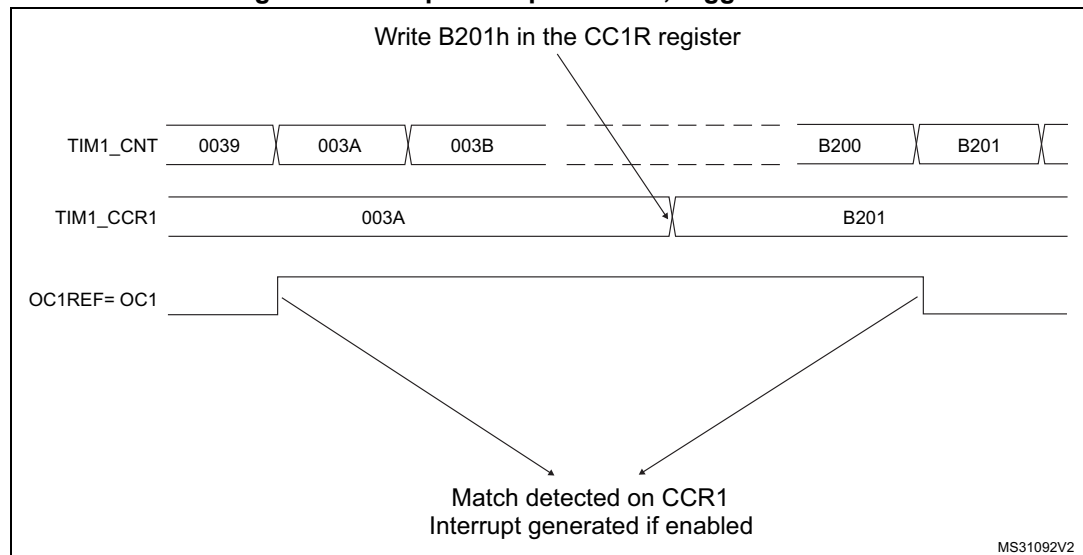 Write B201h in the CC1R register
TIM1_CNT 0039 003A 003B B200 B201
TIM1_CCR1 003A B201
OC1REF= OC1
Match detected on CCR1
Interrupt generated if enabled
MS31092V2